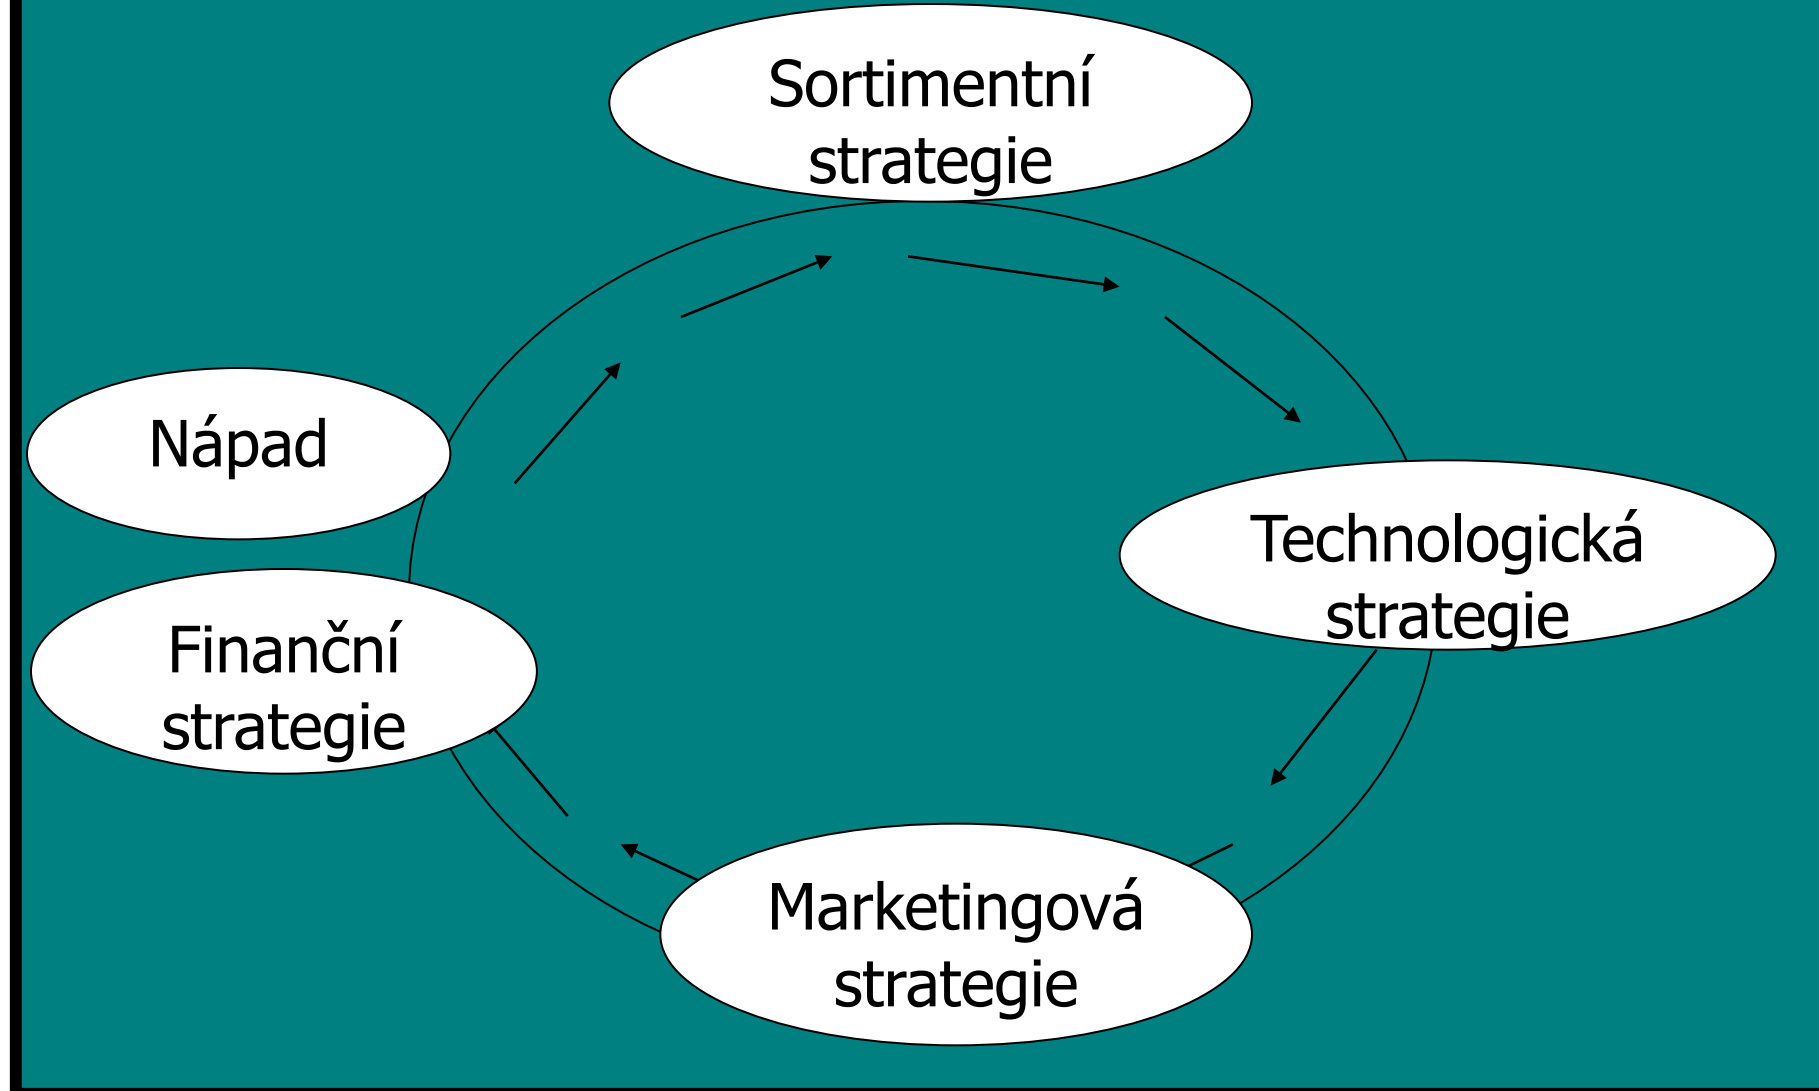 Sortimentní
strategie
Nápad
Technologická
strategie
Finanční
strategie
Marketingová
strategie